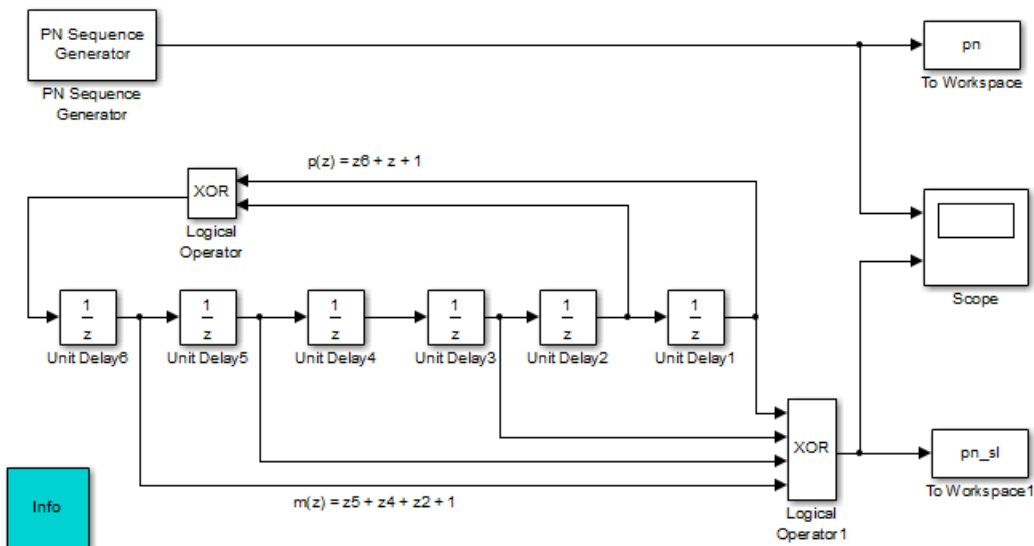 PN Sequence
Generator
PN Sequence
Generator
pn
To Workspace
p(z) = z6 + z + 1
XOR
Logical
Operator
Scope
1
z
Unit Delay6
1
z
Unit Delay5
1
z
Unit Delay4
1
z
Unit Delay3
1
z
Unit Delay2
1
z
Unit Delay1
XOR
Logical
Operator1
pn_sl
To Workspace1
m(z) = z5 + z4 + z2 + 1
Info